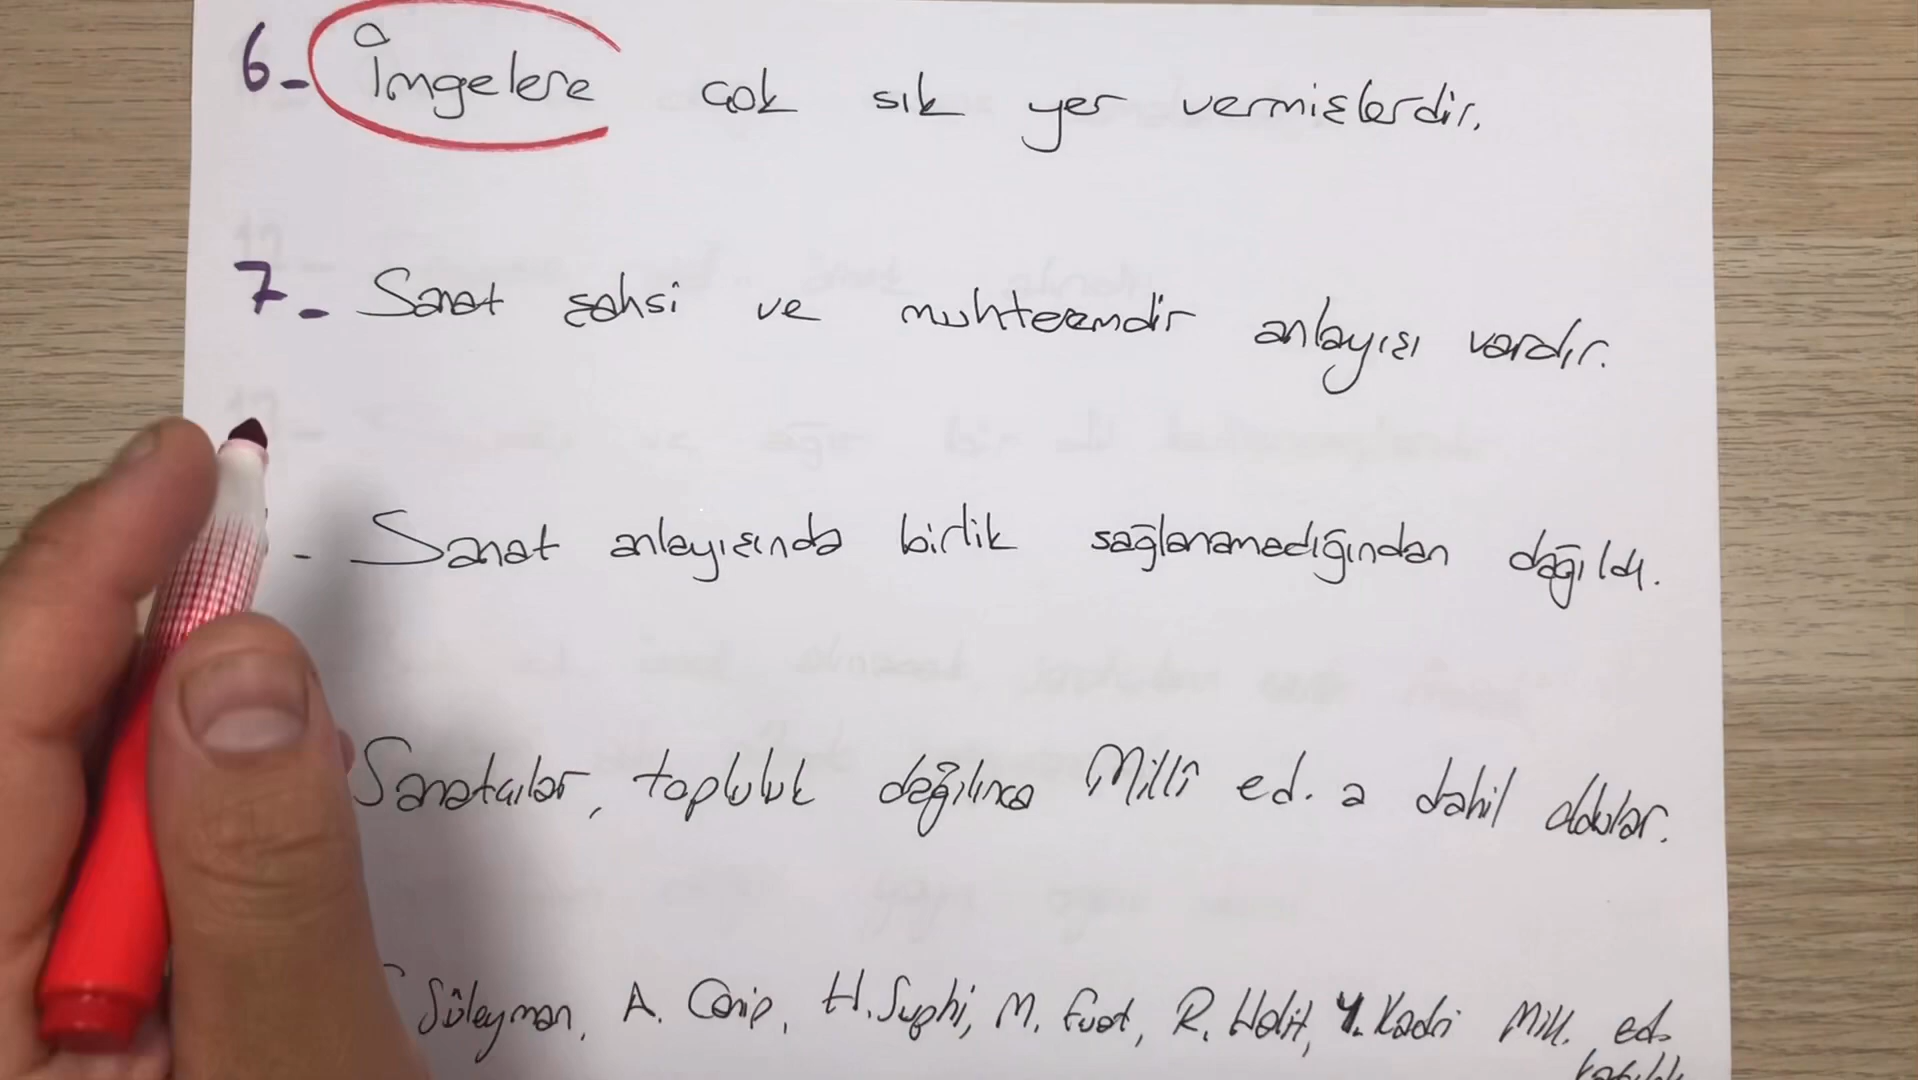 6- İmgelere çok sık yer vermişlerdir.
7- Sanat şahsi ve muhteremdir anlayışı vardır.
- Sanat anlayışında birlik sağlanamadığından dağıldı.
Sanatçılar, topluluk dağılınca Millî ed. a dahil oldular.
Süleyman, A. Canip, H. Suphi, M. Fuat, R. Halit, Y. Kadri Mill. ed.